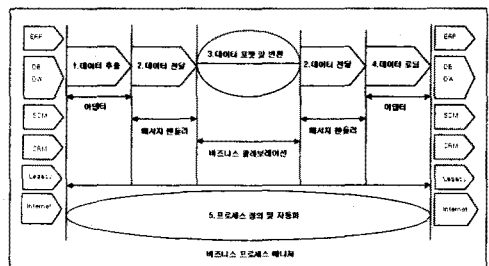 ERP
DB
DW
SCM
CRM
Legacy
Internet
1.데이터 추출
2.데이터 전달
3.데이터 포맷 및 변환
2.데이터 전달
4.데이터 로딩
어댑터
메시지 핸들러
비즈니스 콜레보레이션
메시지 핸들러
어댑터
5.프로세스 정의 및 자동화
비즈니스 프로세스 매니저
ERP
DB
DW
SCM
CRM
Legacy
Internet